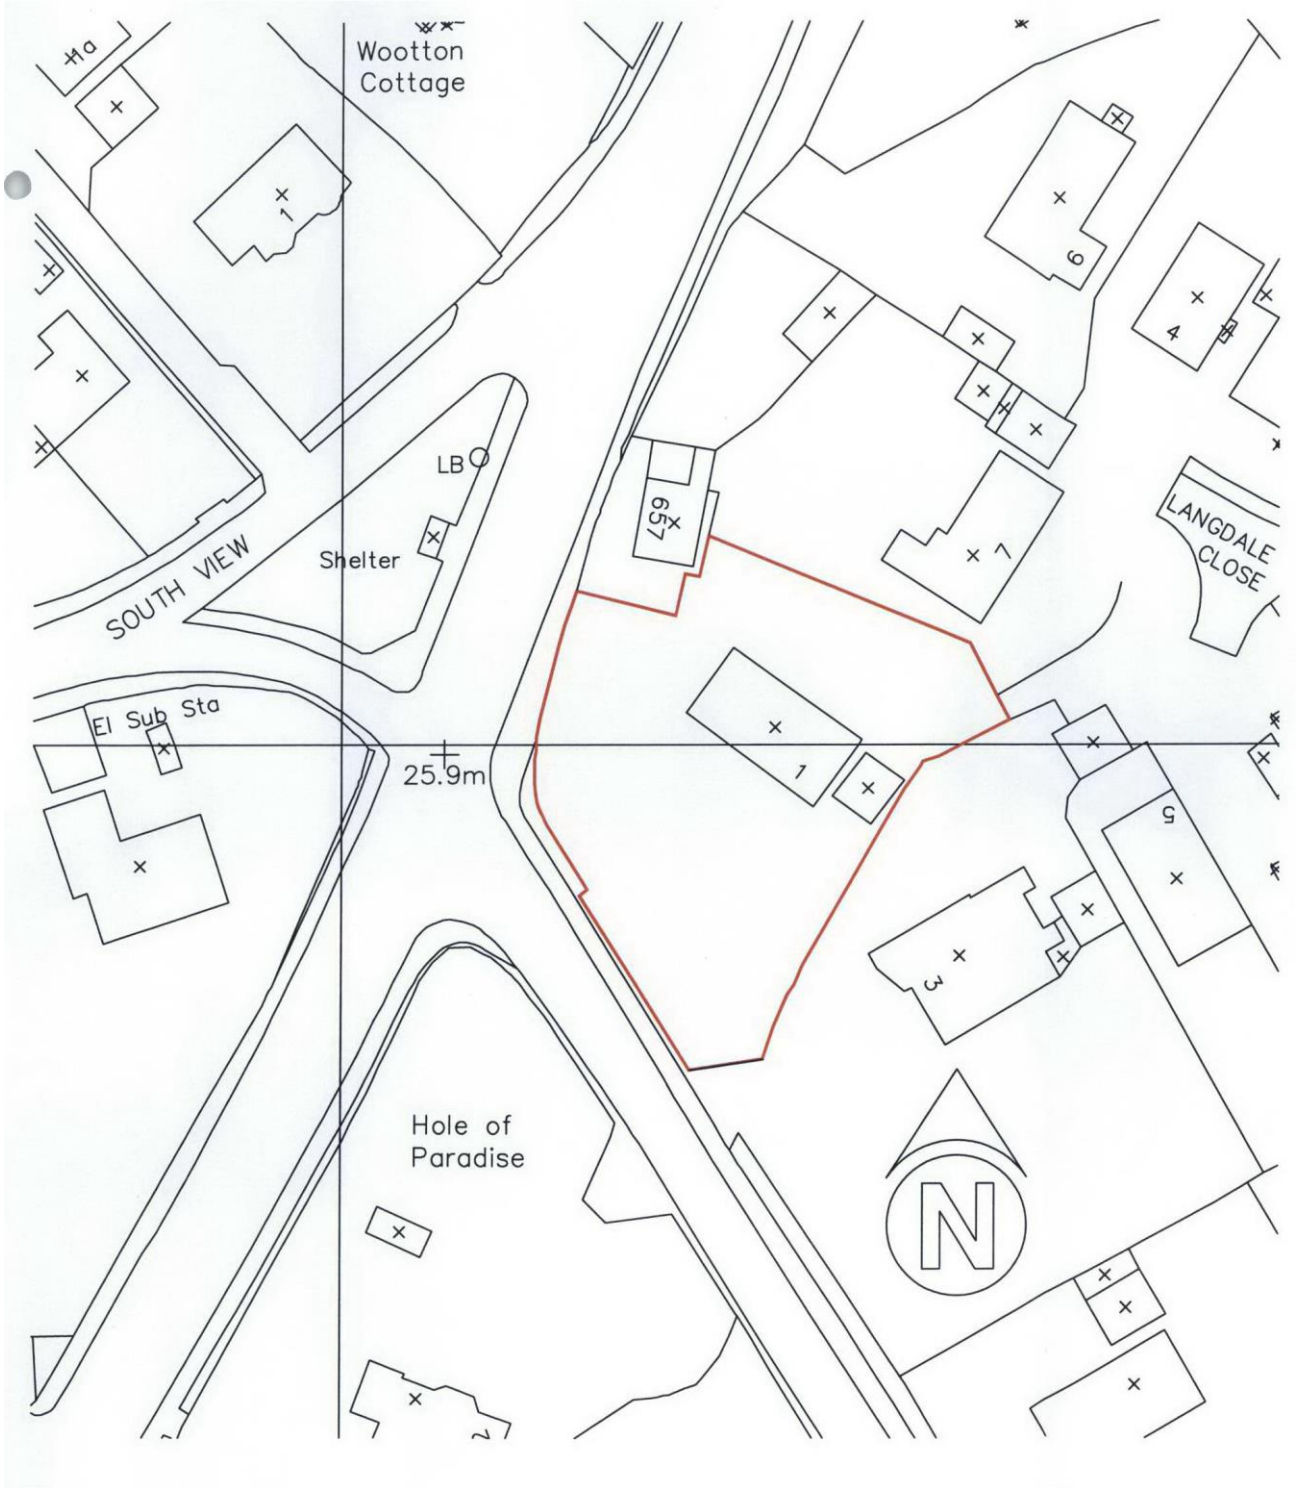 1a
Wootton
Cottage
1
6
4
LB
657
Shelter
7
LANGDALE
CLOSE
SOUTH VIEW
El Sub Sta
25.9m
1
5
3
Hole of
Paradise
N